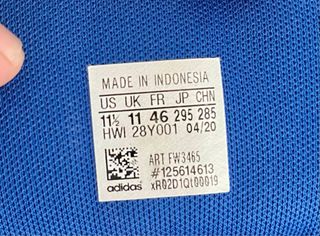 MADE IN INDONESIA
US UK FR JP CHN
11½ 11 46 295 285
HWI 28Y001 04/20
ART FW3465
#125614613
adidas xR02D1Qt00019